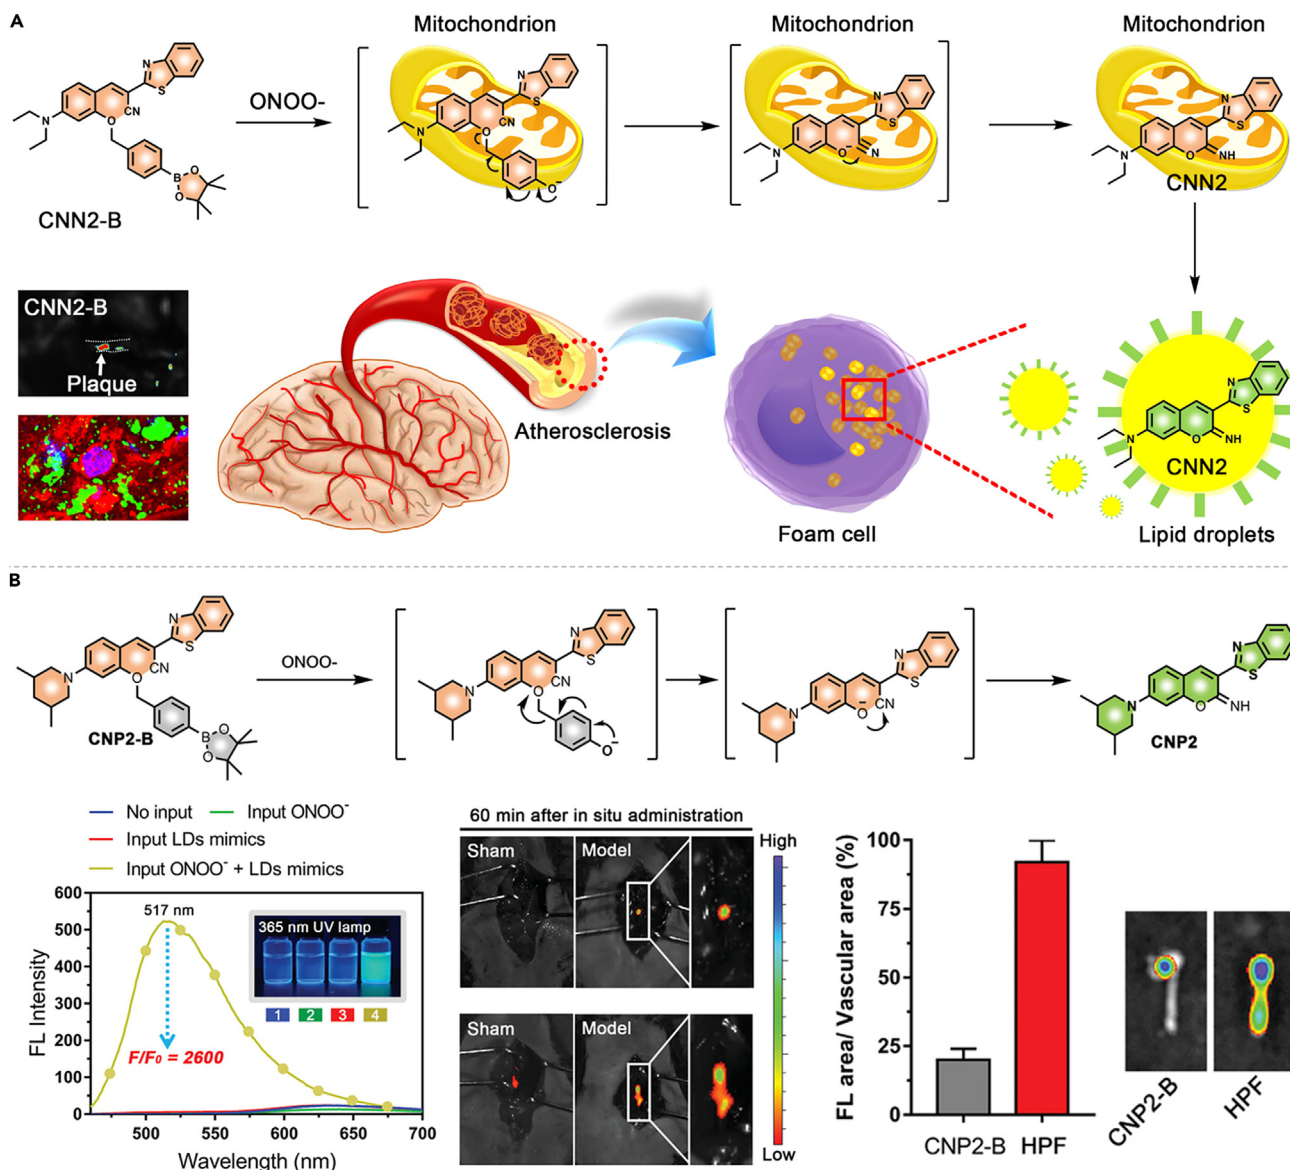 A
Mitochondrion
Mitochondrion
Mitochondrion
N
S
CN
O
N
B
O
O
CNN2-B
ONOO-
N
S
CN
O
N
O⁻
N
S
O⁻
N
N
N
S
O
NH
N
CNN2
CNN2-B
Plaque
Atherosclerosis
Foam cell
N
S
O
NH
N
CNN2
Lipid droplets
B
N
S
CN
O
N
B
O
O
CNP2-B
ONOO-
N
S
CN
O
N
O⁻
N
S
CN
O⁻
N
N
S
O
NH
N
CNP2
No input
Input ONOO⁻
Input LDs mimics
Input ONOO⁻ + LDs mimics
600
500
400
300
200
100
0
FL Intensity
517 nm
F/F₀ = 2600
365 nm UV lamp
1 2 3 4
500 550 600 650 700
Wavelength (nm)
60 min after in situ administration
Sham
Model
Sham
Model
High
Low
FL area/ Vascular area (%)
100
75
50
25
0
CNP2-B
HPF
CNP2-B
HPF